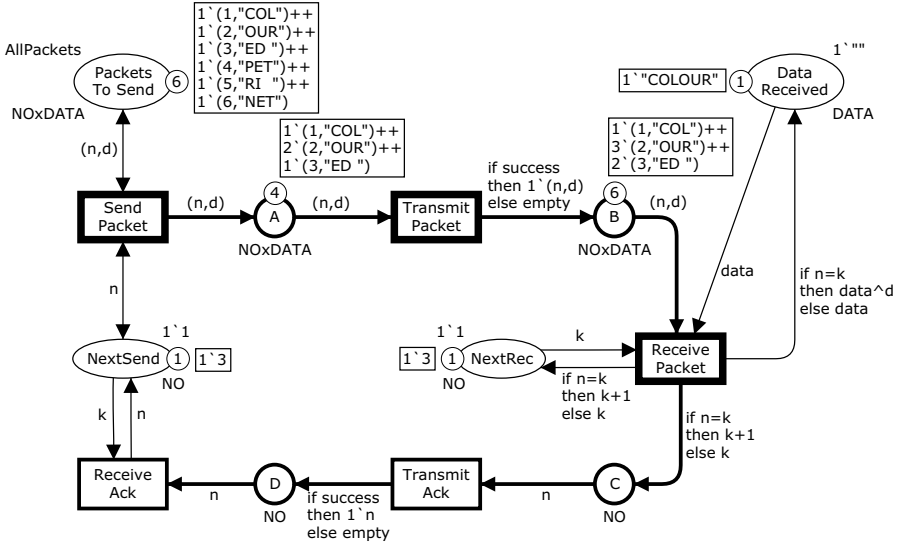 AllPackets
Packets
To Send
6
NOxDATA
1`(1,"COL")++
1`(2,"OUR")++
1`(3,"ED ")++
1`(4,"PET")++
1`(5,"RI  ")++
1`(6,"NET")
1`""
1`"COLOUR"
1
Data
Received
DATA
(n,d)
1`(1,"COL")++
2`(2,"OUR")++
1`(3,"ED ")
1`(1,"COL")++
3`(2,"OUR")++
2`(3,"ED ")
Send
Packet
(n,d)
4
A
NOxDATA
(n,d)
Transmit
Packet
if success
then 1`(n,d)
else empty
6
B
NOxDATA
(n,d)
n
data
if n=k
then data^d
else data
1`1
NextSend
1
1`3
NO
1`1
1`3
1
NextRec
NO
k
if n=k
then k+1
else k
Receive
Packet
k
n
if n=k
then k+1
else k
Receive
Ack
n
D
NO
if success
then 1`n
else empty
Transmit
Ack
n
C
NO